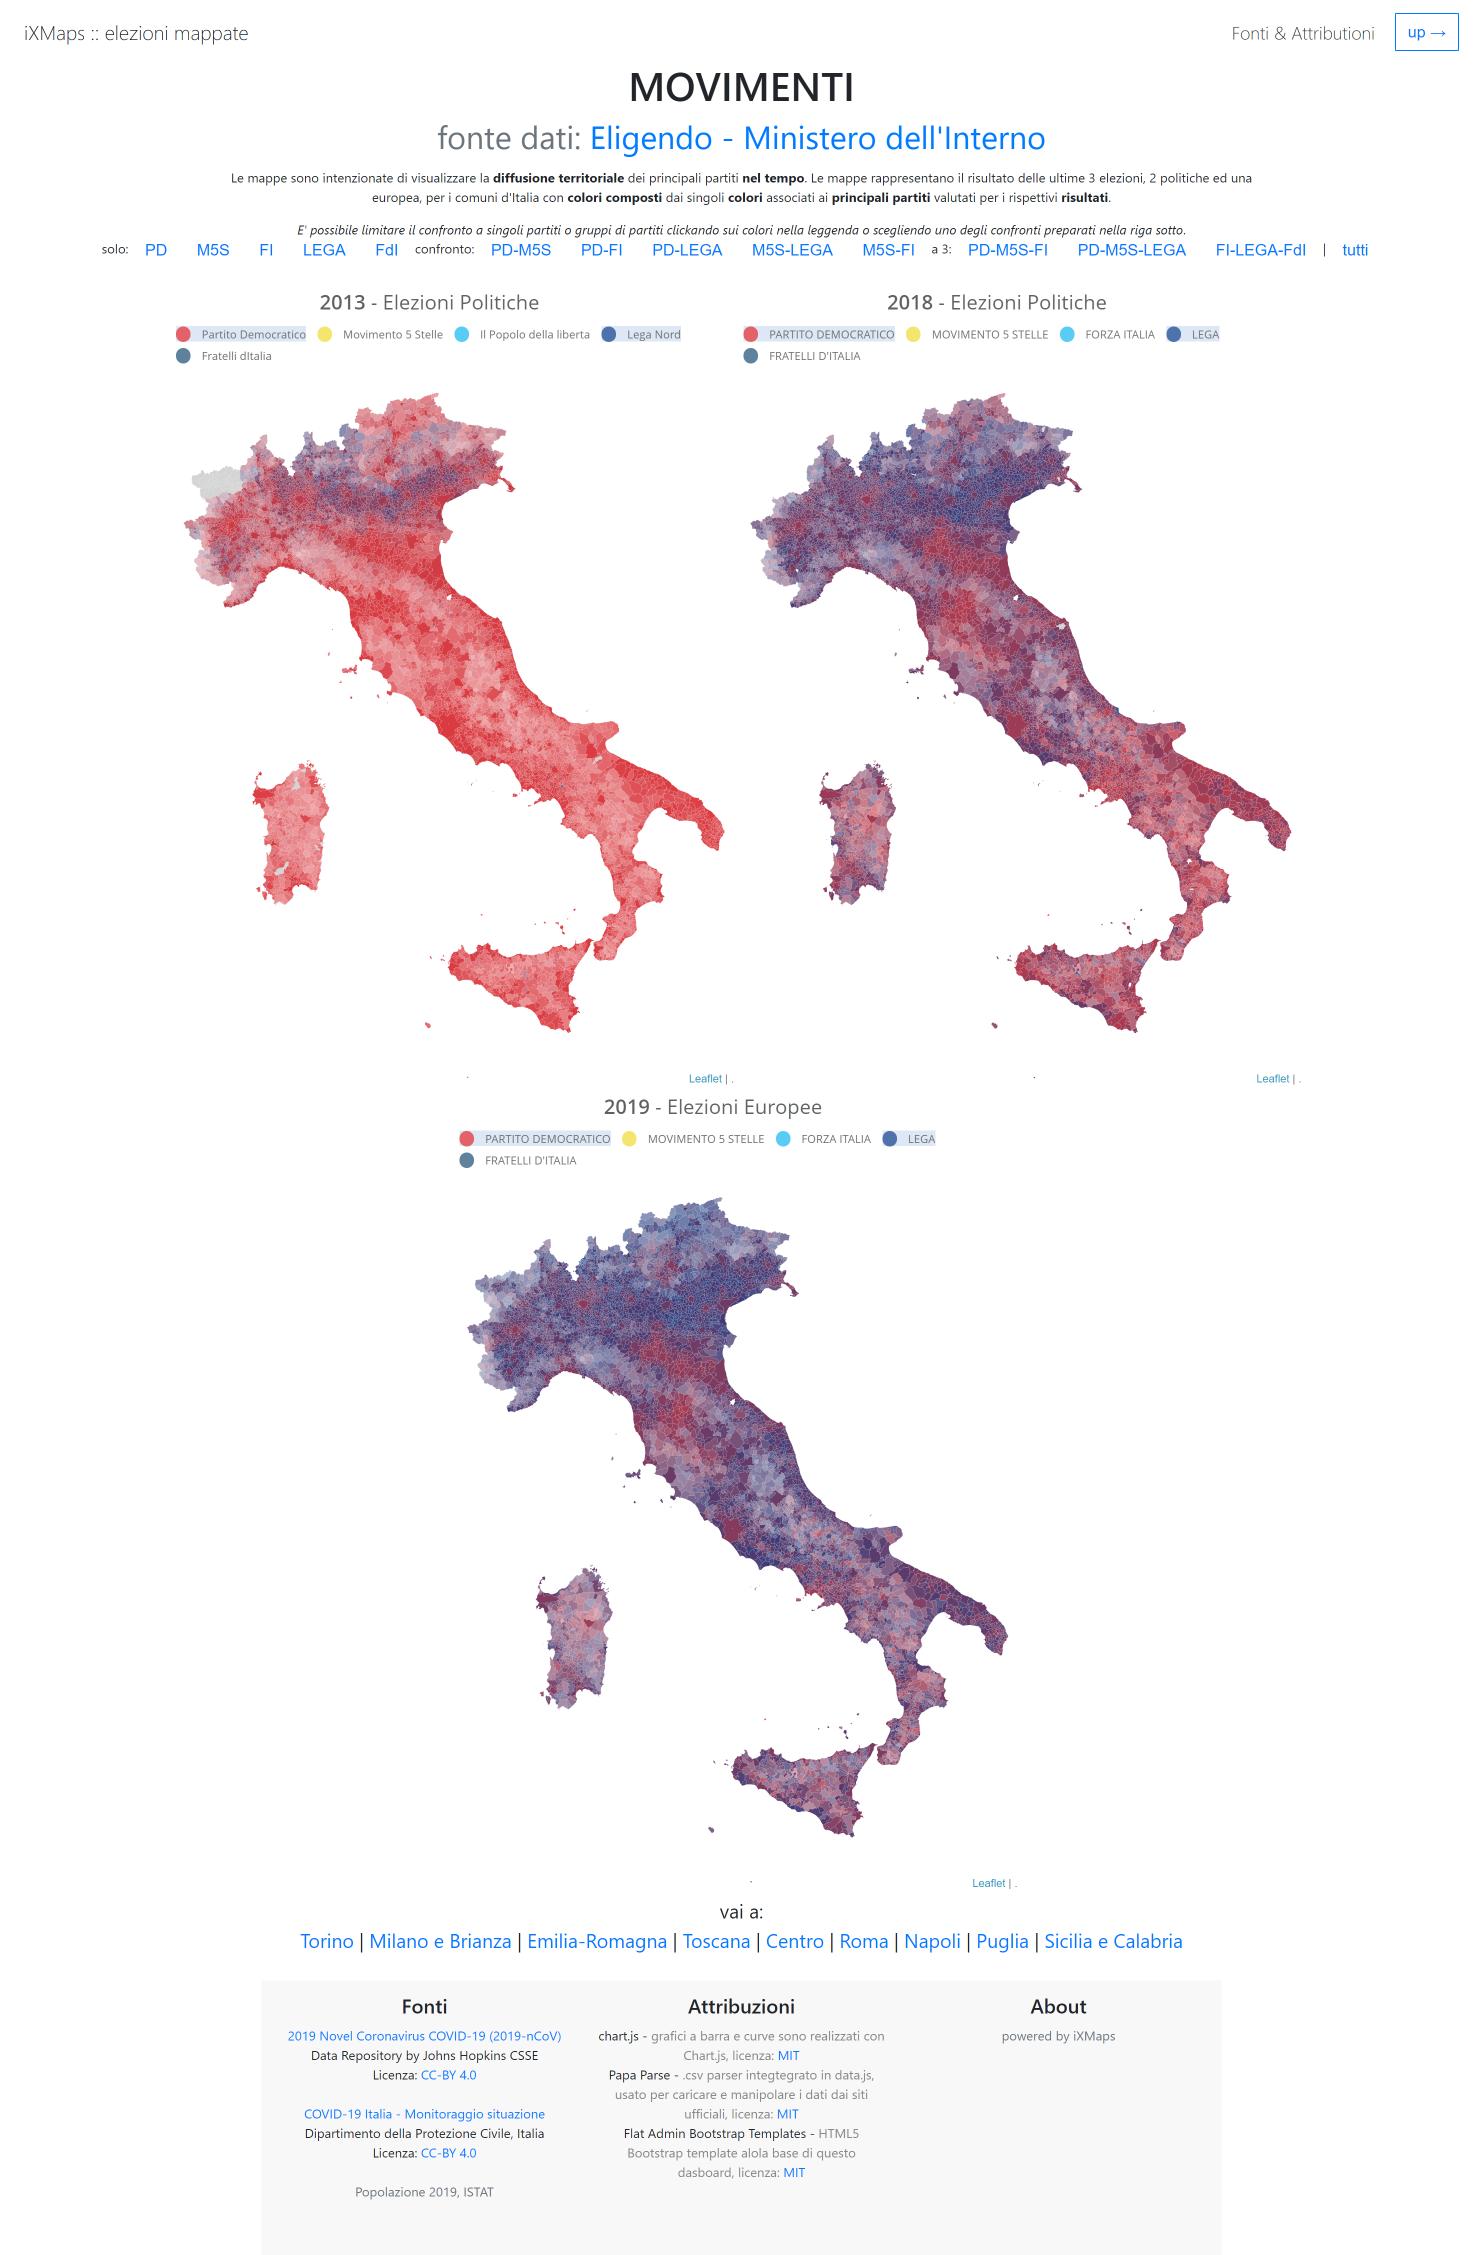 iXMaps :: elezioni mappate
Fonti & Attributioni
up →
MOVIMENTI
fonte dati: Eligendo - Ministero dell'Interno
Le mappe sono intenzionate di visualizzare la diffusione territoriale dei principali partiti nel tempo. Le mappe rappresentano il risultato delle ultime 3 elezioni, 2 politiche ed una
europea, per i comuni d'Italia con colori composti dai singoli colori associati ai principali partiti valutati per i rispettivi risultati.
E' possibile limitare il confronto a singoli partiti o gruppi di partiti clickando sui colori nella leggenda o scegliendo uno degli confronti preparati nella riga sotto.
solo: PD M5S FI LEGA FdI confronto: PD-M5S PD-FI PD-LEGA M5S-LEGA M5S-FI a 3: PD-M5S-FI PD-M5S-LEGA FI-LEGA-FdI | tutti
2013 - Elezioni Politiche
Partito Democratico Movimento 5 Stelle Il Popolo della liberta Lega Nord
Fratelli dItalia
Leaflet | .
2018 - Elezioni Politiche
PARTITO DEMOCRATICO MOVIMENTO 5 STELLE FORZA ITALIA LEGA
FRATELLI D'ITALIA
Leaflet | .
2019 - Elezioni Europee
PARTITO DEMOCRATICO MOVIMENTO 5 STELLE FORZA ITALIA LEGA
FRATELLI D'ITALIA
Leaflet | .
vai a:
Torino | Milano e Brianza | Emilia-Romagna | Toscana | Centro | Roma | Napoli | Puglia | Sicilia e Calabria
Fonti
2019 Novel Coronavirus COVID-19 (2019-nCoV)
Data Repository by Johns Hopkins CSSE
Licenza: CC-BY 4.0
COVID-19 Italia - Monitoraggio situazione
Dipartimento della Protezione Civile, Italia
Licenza: CC-BY 4.0
Popolazione 2019, ISTAT
Attribuzioni
chart.js - grafici a barra e curve sono realizzati con
Chart.js, licenza: MIT
Papa Parse - .csv parser integtegrato in data.js,
usato per caricare e manipolare i dati dai siti
ufficiali, licenza: MIT
Flat Admin Bootstrap Templates - HTML5
Bootstrap template alola base di questo
dasboard, licenza: MIT
About
powered by iXMaps